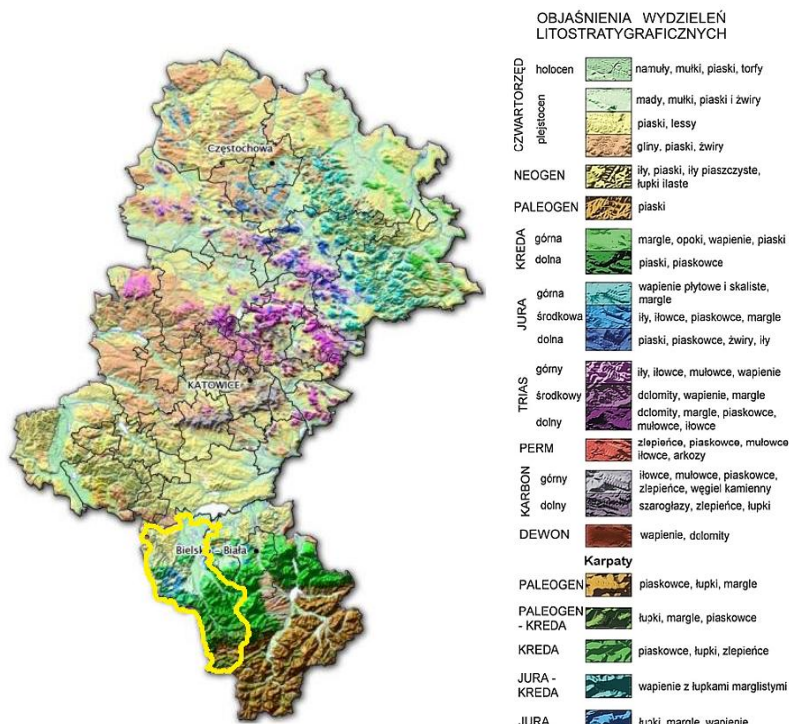 OBJAŚNIENIA WYDZIELEŃ
LITOSTRATYGRAFICZNYCH
CZWARTORZĘD
holocen
namuły, mułki, piaski, torfy
plejstocen
mady, mułki, piaski i żwiry
piaski, lessy
gliny, piaski, żwiry
NEOGEN
iły, piaski, iły piaszczyste,
łupki ilaste
PALEOGEN
piaski
KREDA
górna
margle, opoki, wapienie, piaski
dolna
piaski, piaskowce
JURA
górna
wapienie płytowe i skaliste,
margle
środkowa
iły, iłowce, piaskowce, margle
dolna
piaski, piaskowce, żwiry, iły
TRIAS
górny
iły, iłowce, mułowce, wapienie
środkowy
dolomity, wapienie, margle
dolny
dolomity, margle, piaskowce,
mułowce, iłowce
PERM
zlepieńce, piaskowce, mułowce
iłowce, arkozy
KARBON
górny
iłowce, mułowce, piaskowce,
zlepieńce, węgiel kamienny
dolny
szarogłazy, zlepieńce, łupki
DEWON
wapienie, dolomity
Karpaty
PALEOGEN
piaskowce, łupki, margle
PALEOGEN
- KREDA
łupki, margle, piaskowce
KREDA
piaskowce, łupki, zlepieńce
JURA -
KREDA
wapienie z łupkami marglistymi
JURA
łupki, margle, wapienie
Częstochowa
KATOWICE
Bielsko - Biała